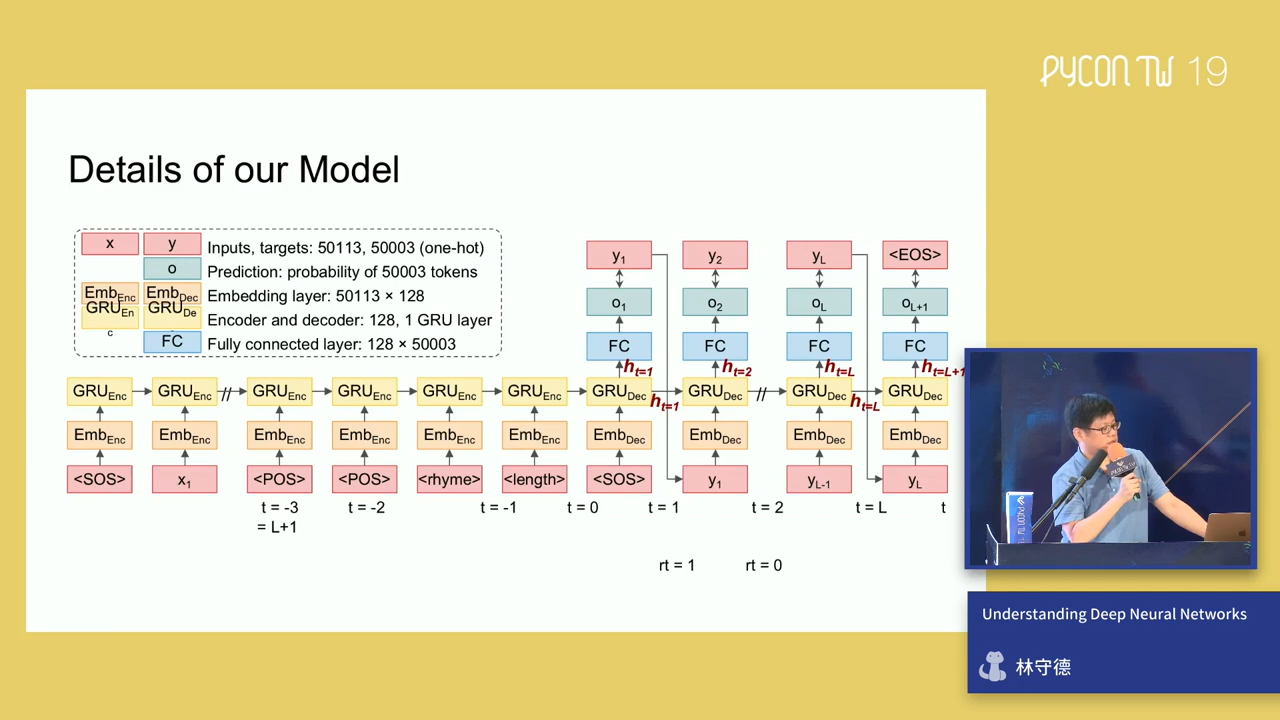 PYCON TW 19
Details of our Model
x y Inputs, targets: 50113, 50003 (one-hot)
o Prediction: probability of 50003 tokens
EmbEnc EmbDec Embedding layer: 50113 × 128
GRUEnc GRUDe Encoder and decoder: 128, 1 GRU layer
FC Fully connected layer: 128 × 50003
y1 y2 yL <EOS>
o1 o2 oL oL+1
FC FC FC FC
ht=1 ht=2 ht=L ht=L+1
GRUEnc GRUEnc // GRUEnc GRUEnc GRUEnc GRUEnc GRUDec GRUDec // GRUDec GRUDec
ht=1 ht=L
EmbEnc EmbEnc EmbEnc EmbEnc EmbEnc EmbEnc EmbDec EmbDec EmbDec EmbDec
<SOS> x1 <POS> <POS> <rhyme> <length> <SOS> y1 yL-1 yL
t = -3 t = -2 t = -1 t = 0 t = 1 t = 2 t = L t
= L+1
rt = 1 rt = 0
PYCON TW
PYCON TW
Understanding Deep Neural Networks
林守德